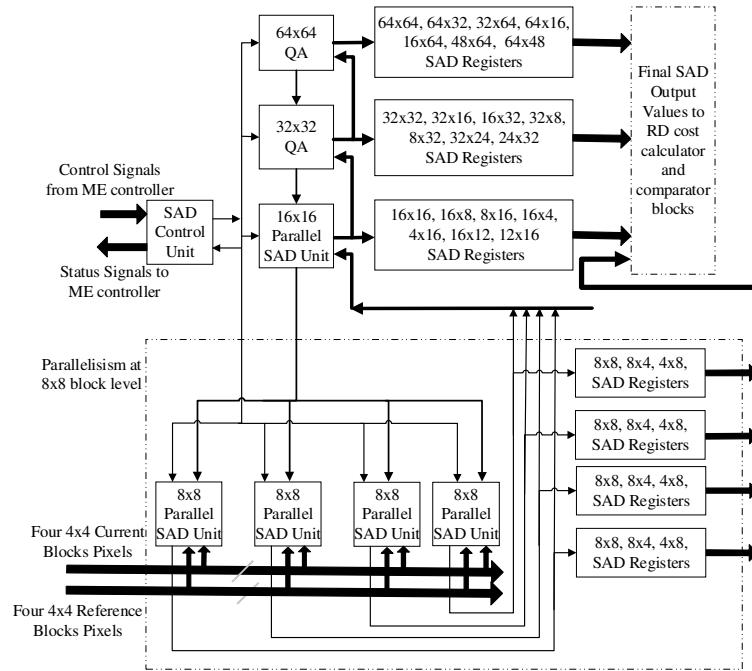 64x64
QA
64x64, 64x32, 32x64, 64x16,
16x64, 48x64, 64x48
SAD Registers
Final SAD
Output
Values to
RD cost
calculator
and
comparator
blocks
32x32
QA
32x32, 32x16, 16x32, 32x8,
8x32, 32x24, 24x32
SAD Registers
Control Signals
from ME controller
SAD
Control
Unit
Status Signals to
ME controller
16x16
Parallel
SAD Unit
16x16, 16x8, 8x16, 16x4,
4x16, 16x12, 12x16
SAD Registers
Parallelisism at
8x8 block level
8x8, 8x4, 4x8,
SAD Registers
8x8, 8x4, 4x8,
SAD Registers
8x8, 8x4, 4x8,
SAD Registers
8x8, 8x4, 4x8,
SAD Registers
8x8
Parallel
SAD Unit
8x8
Parallel
SAD Unit
8x8
Parallel
SAD Unit
8x8
Parallel
SAD Unit
Four 4x4 Current
Blocks Pixels
Four 4x4 Reference
Blocks Pixels